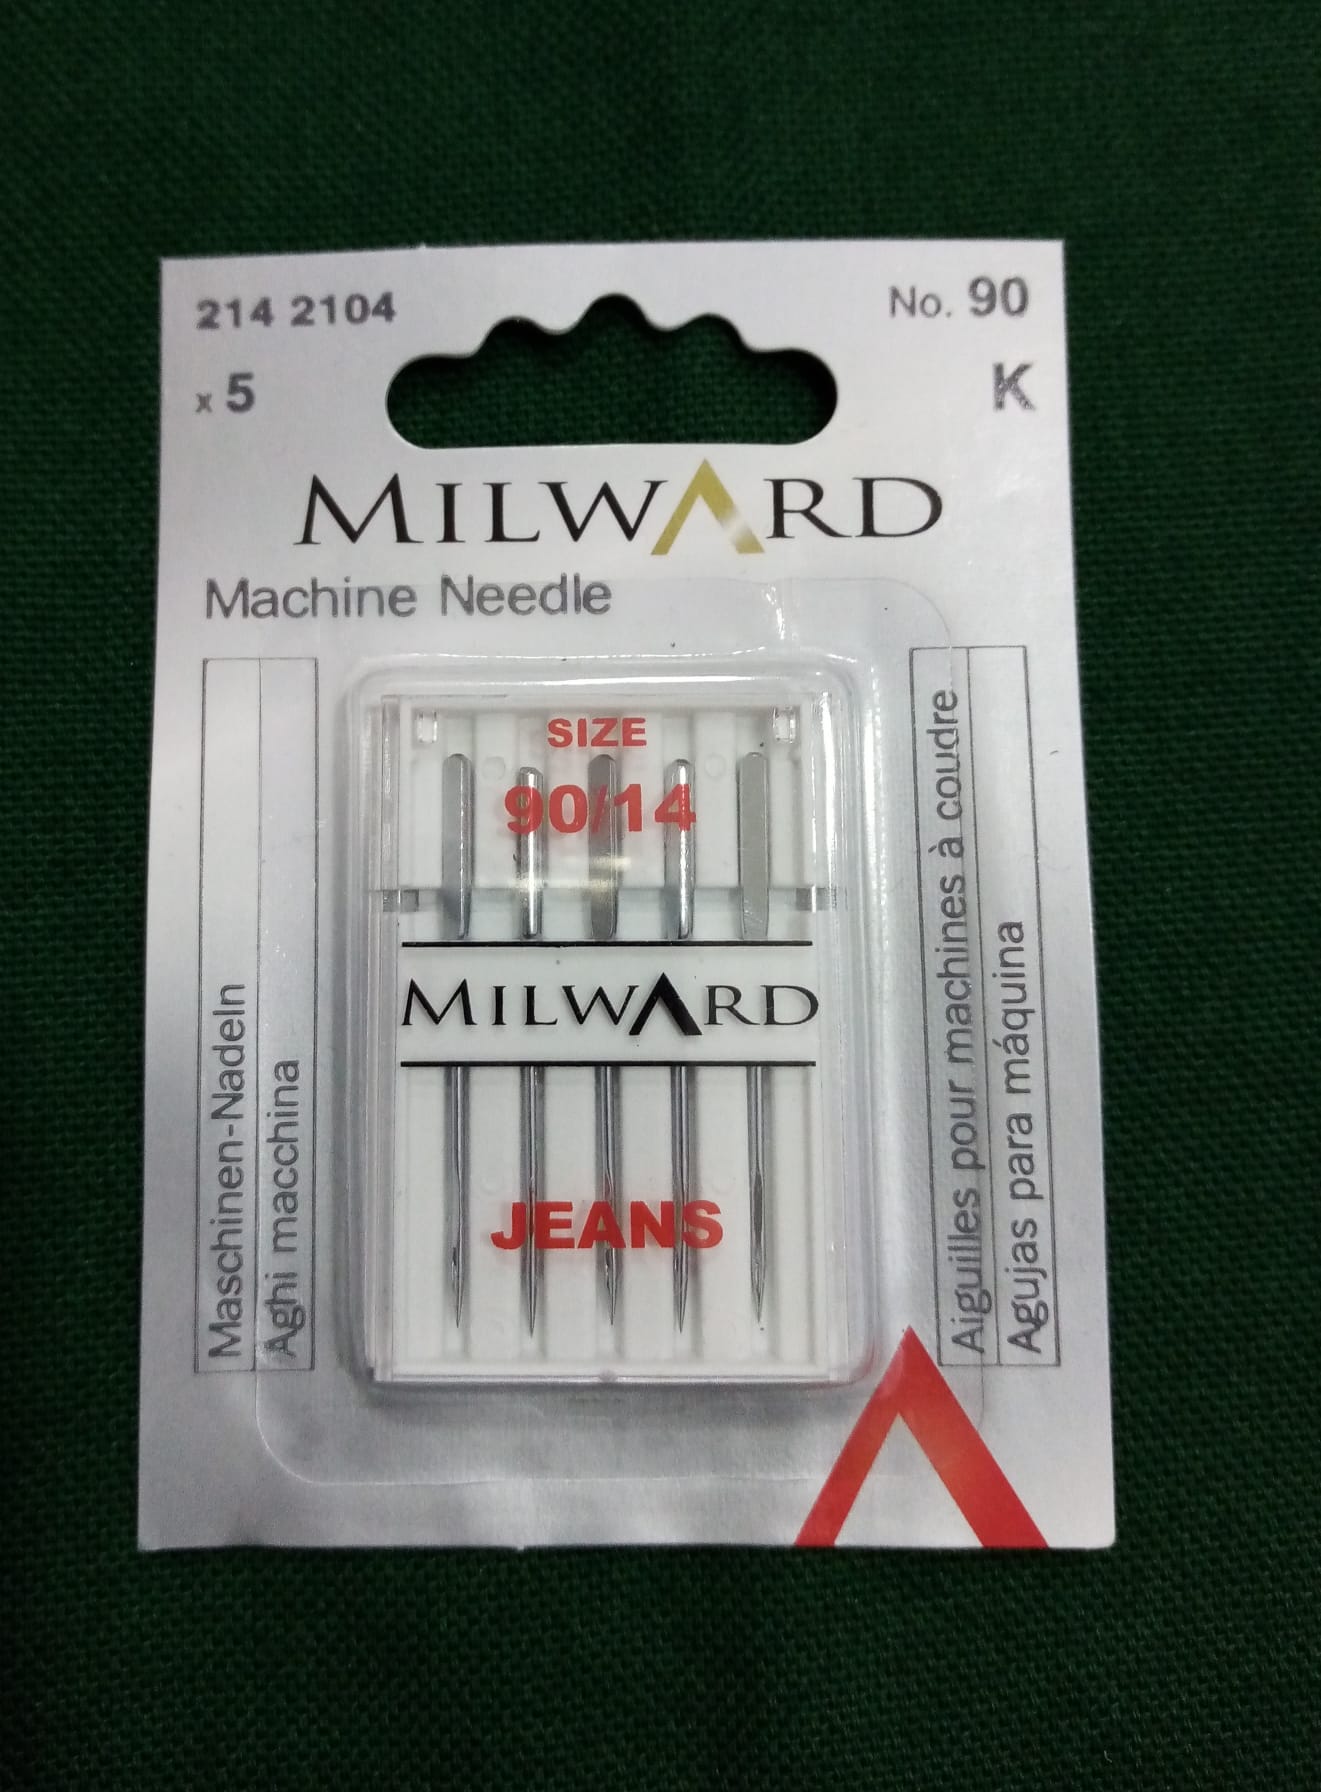 214 2104
No. 90
x 5
K
MILWARD
Machine Needle
SIZE
90/14
MILWARD
JEANS
Maschinen-Nadeln
Aghi macchina
Aiguilles pour machines à coudre
Agujas para máquina